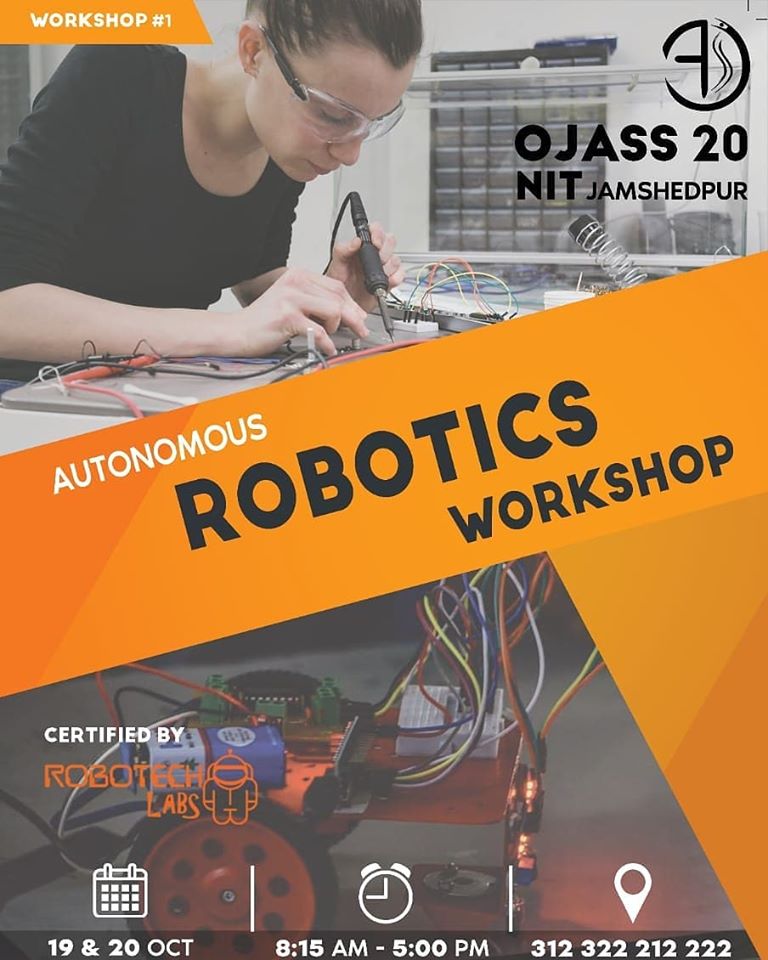 WORKSHOP #1
OJASS 20
NIT JAMSHEDPUR
AUTONOMOUS
ROBOTICS
WORKSHOP
CERTIFIED BY
ROBOTECH
LABS
19 & 20 OCT
8:15 AM - 5:00 PM
312 322 212 222